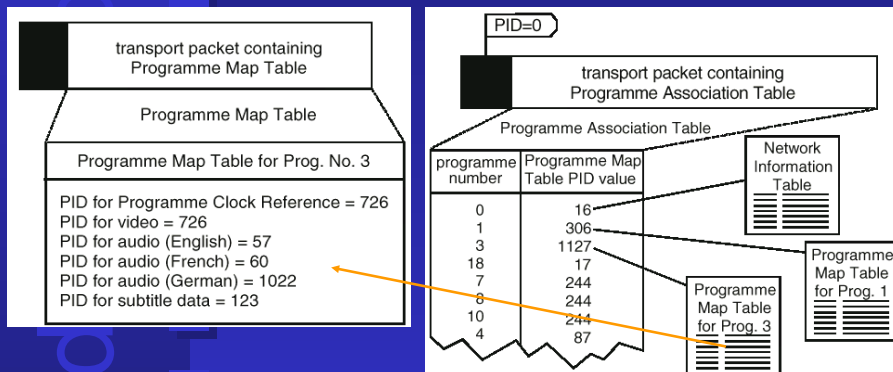 transport packet containing
Programme Map Table
Programme Map Table
Programme Map Table for Prog. No. 3
PID for Programme Clock Reference = 726
PID for video = 726
PID for audio (English) = 57
PID for audio (French) = 60
PID for audio (German) = 1022
PID for subtitle data = 123
PID=0
transport packet containing
Programme Association Table
Programme Association Table
programme number
Programme Map Table PID value
0 16
1 306
3 1127
18 17
7 244
8 244
10 244
4 87
Network
Information
Table
Programme
Map Table
for Prog. 1
Programme
Map Table
for Prog. 3